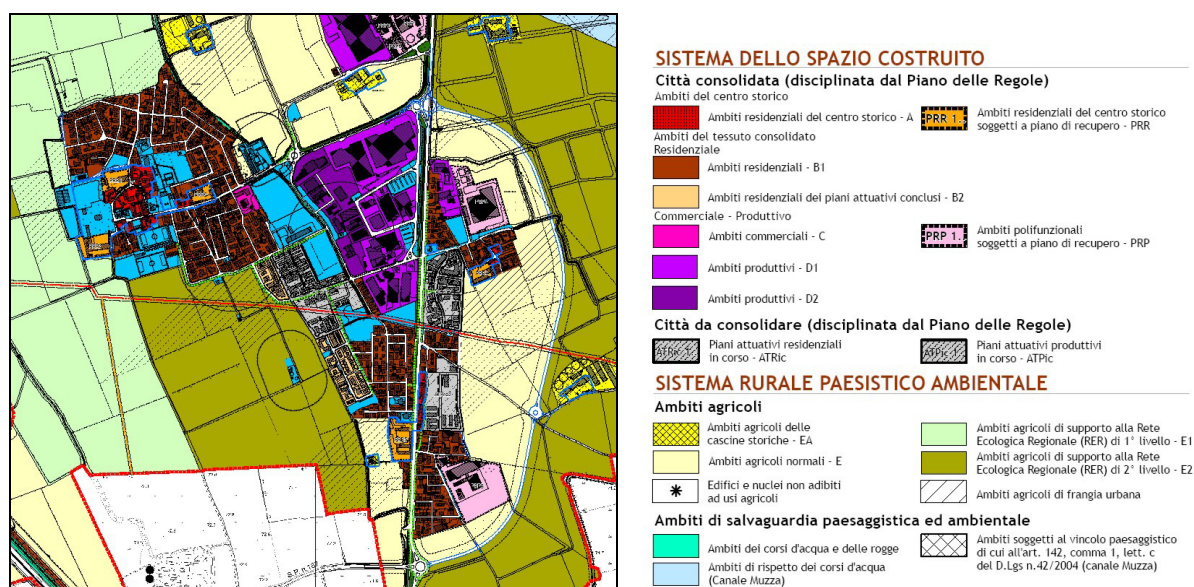 SISTEMA DELLO SPAZIO COSTRUITO
Città consolidata (disciplinata dal Piano delle Regole)
Ambiti del centro storico
Ambiti residenziali del centro storico - A
PRR 1.
Ambiti residenziali del centro storico
soggetti a piano di recupero - PRR
Ambiti del tessuto consolidato
Residenziale
Ambiti residenziali - B1
Ambiti residenziali dei piani attuativi conclusi - B2
Commerciale - Produttivo
Ambiti commerciali - C
PRP 1.
Ambiti polifunzionali
soggetti a piano di recupero - PRP
Ambiti produttivi - D1
Ambiti produttivi - D2
Città da consolidare (disciplinata dal Piano delle Regole)
ATRic 1.
Piani attuativi residenziali
in corso - ATRic
ATPic 1.
Piani attuativi produttivi
in corso - ATPic
SISTEMA RURALE PAESISTICO AMBIENTALE
Ambiti agricoli
Ambiti agricoli delle
cascine storiche - EA
Ambiti agricoli di supporto alla Rete
Ecologica Regionale (RER) di 1° livello - E1
Ambiti agricoli normali - E
Ambiti agricoli di supporto alla Rete
Ecologica Regionale (RER) di 2° livello - E2
Edifici e nuclei non adibiti
ad usi agricoli
Ambiti agricoli di frangia urbana
Ambiti di salvaguardia paesaggistica ed ambientale
Ambiti dei corsi d'acqua e delle rogge
Ambiti soggetti al vincolo paesaggistico
di cui all'art. 142, comma 1, lett. c
del D.Lgs n.42/2004 (canale Muzza)
Ambiti di rispetto dei corsi d'acqua
(Canale Muzza)